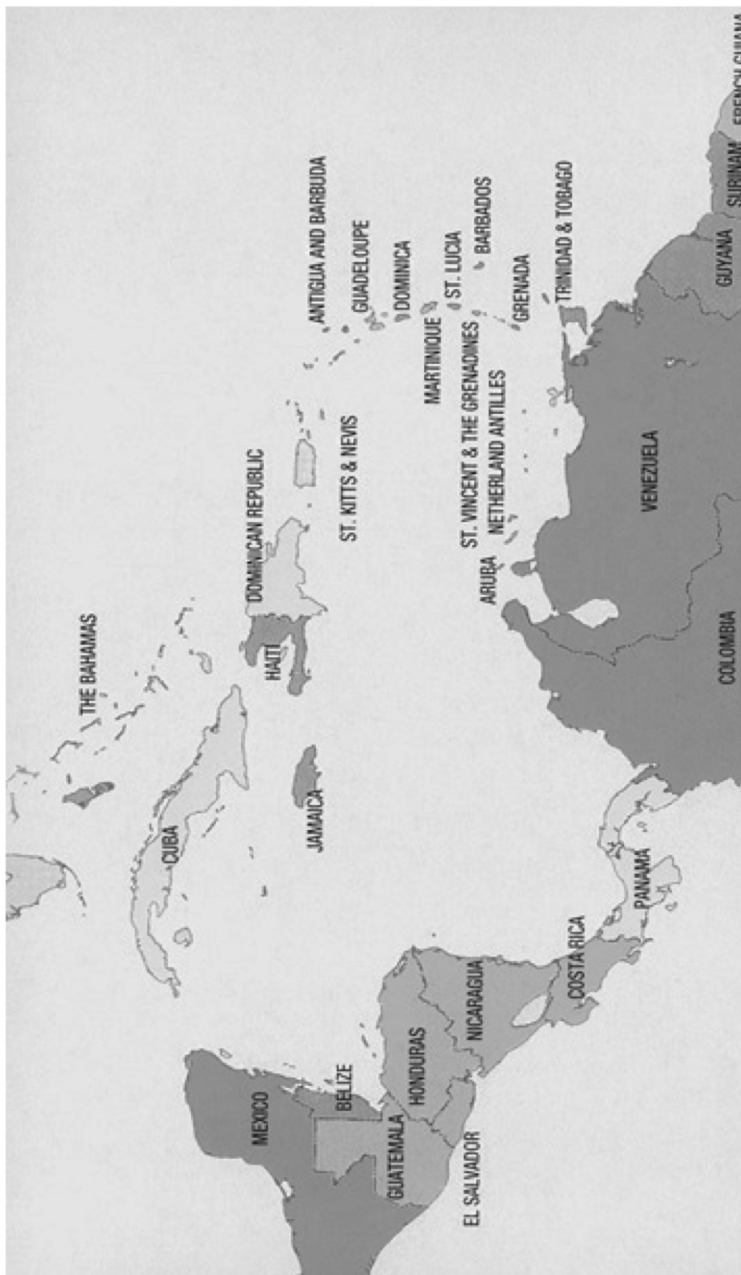 THE BAHAMAS
CUBA
MEXICO
HAITI
DOMINICAN REPUBLIC
ANTIGUA AND BARBUDA
JAMAICA
ST. KITTS & NEVIS
GUADELOUPE
BELIZE
DOMINICA
GUATEMALA
HONDURAS
MARTINIQUE
ST. LUCIA
EL SALVADOR
NICARAGUA
ST. VINCENT & THE GRENADINES
BARBADOS
ARUBA
NETHERLAND ANTILLES
GRENADA
COSTA RICA
TRINIDAD & TOBAGO
PANAMA
VENEZUELA
COLOMBIA
GUYANA
SURINAM
FRENCH GUIANA